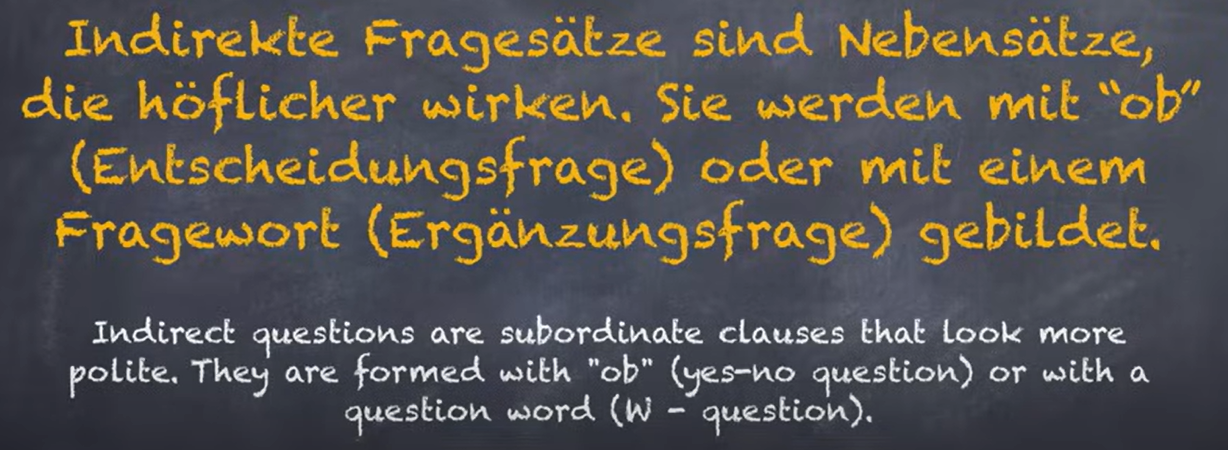 Indirekte Fragesätze sind Nebensätze,
die höflicher wirken. Sie werden mit “ob”
(Entscheidungsfrage) oder mit einem
Fragewort (Ergänzungsfrage) gebildet.
Indirect questions are subordinate clauses that look more
polite. They are formed with "ob" (yes-no question) or with a
question word (W - question).